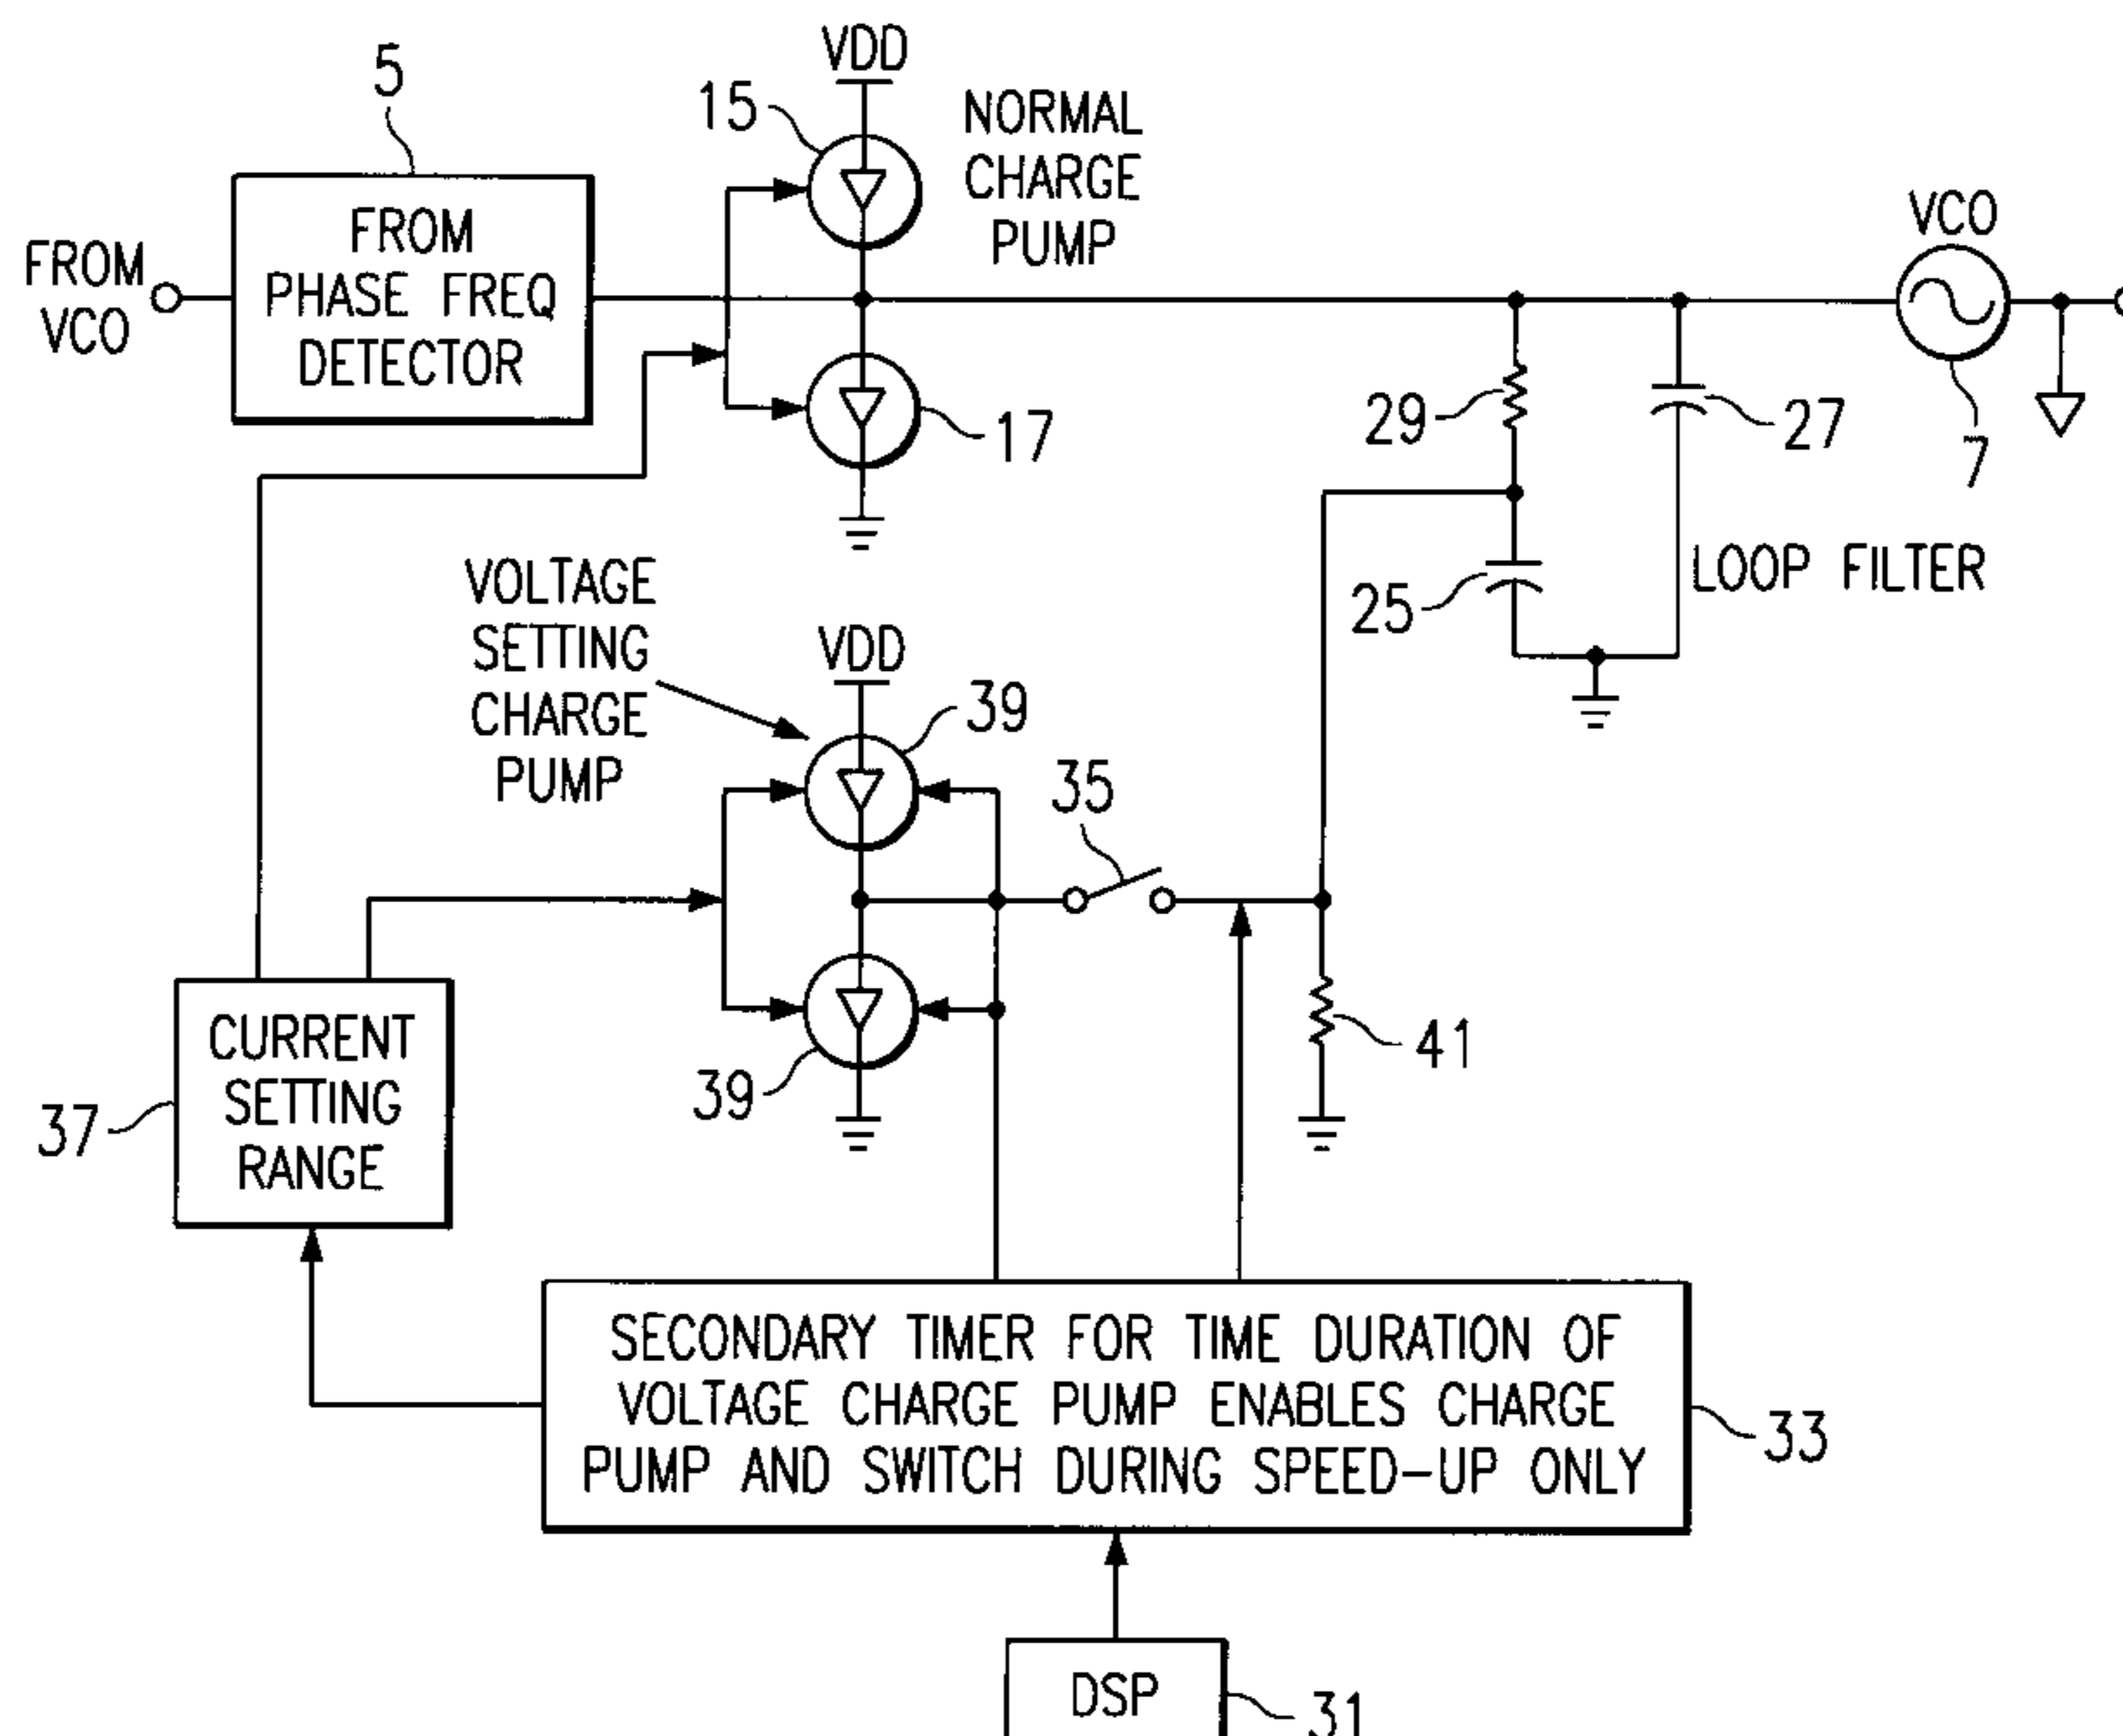 5
FROM
PHASE FREQ
DETECTOR
FROM
VCO
VDD
15
NORMAL
CHARGE
PUMP
17
VCO
7
29
27
25
LOOP FILTER
VOLTAGE
SETTING
CHARGE
PUMP
VDD
39
39
35
41
CURRENT
SETTING
RANGE
37
SECONDARY TIMER FOR TIME DURATION OF
VOLTAGE CHARGE PUMP ENABLES CHARGE
PUMP AND SWITCH DURING SPEED-UP ONLY
33
DSP
31